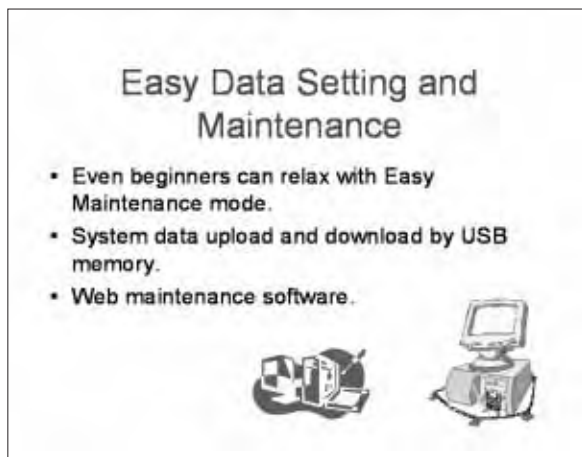 Easy Data Setting and
Maintenance
• Even beginners can relax with Easy
Maintenance mode.
• System data upload and download by USB
memory.
• Web maintenance software.